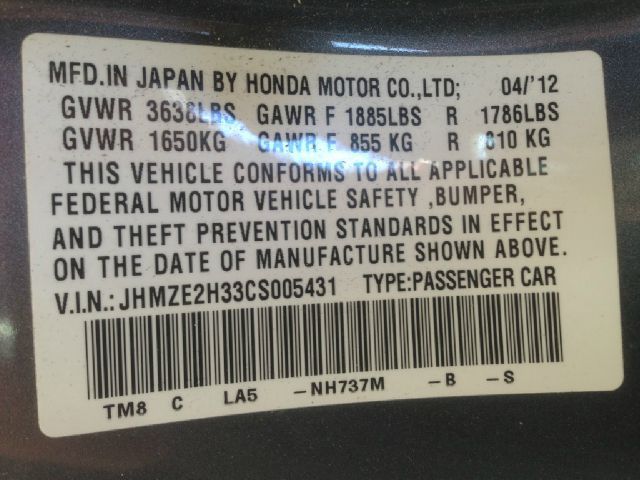 MFD.IN JAPAN BY HONDA MOTOR CO.,LTD; 04/'12
GVWR 3638LBS GAWR F 1885LBS R 1786LBS
GVWR 1650KG GAWR F 855 KG R 810 KG
THIS VEHICLE CONFORMS TO ALL APPLICABLE
FEDERAL MOTOR VEHICLE SAFETY ,BUMPER,
AND THEFT PREVENTION STANDARDS IN EFFECT
ON THE DATE OF MANUFACTURE SHOWN ABOVE.
V.I.N.: JHMZE2H33CS005431 TYPE:PASSENGER CAR
TM8 C LA5 -NH737M -B -S